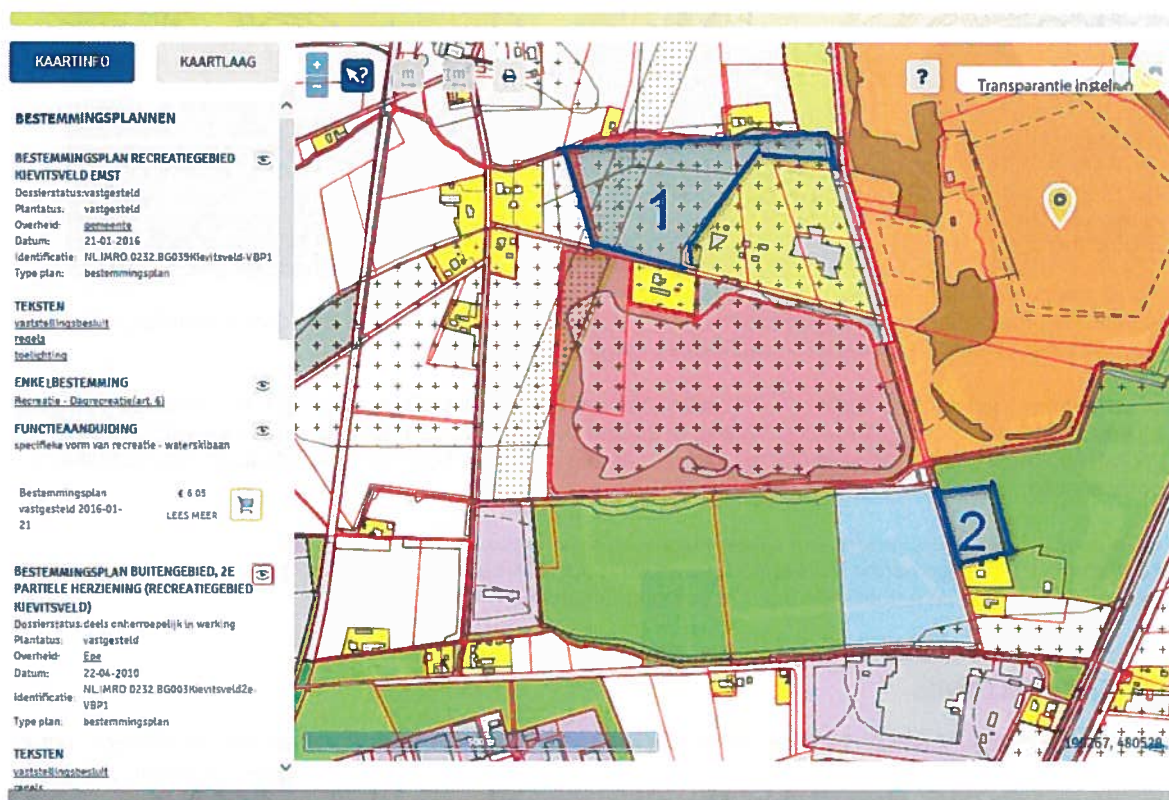 KAARTINFO
KAARTLAAG
BESTEMMINGSPLANNEN
BESTEMMINGSPLAN RECREATIEGEBIED
KIEVITSVELD EMST
Dossierstatus:vastgesteld
Plantatus: vastgesteld
Overheid: gemeente
Datum: 21-01-2016
Identificatie: NL.IMRO.0232.BG039Kievitsveld-VBP1
Type plan: bestemmingsplan
TEKSTEN
vaststellingsbesluit
regels
toelichting
ENKELBESTEMMING
Recreatie - Dagrecreatie(art. 6)
FUNCTIEAANDUIDING
specifieke vorm van recreatie - waterskibaan
Bestemmingsplan € 6 05
vastgesteld 2016-01-
21
LEES MEER
BESTEMMINGSPLAN BUITENGEBIED, 2E
PARTIELE HERZIENING (RECREATIEGEBIED
KIEVITSVELD)
Dossierstatus:deels onherroepelijk in werking
Plantatus: vastgesteld
Overheid: Epe
Datum: 22-04-2010
Identificatie: NL.IMRO.0232.BG003Kievitsveld2e-
VBP1
Type plan: bestemmingsplan
TEKSTEN
vaststellingsbesluit
regels
+
-
?
m
m
?
Transparantie instellen
1
2